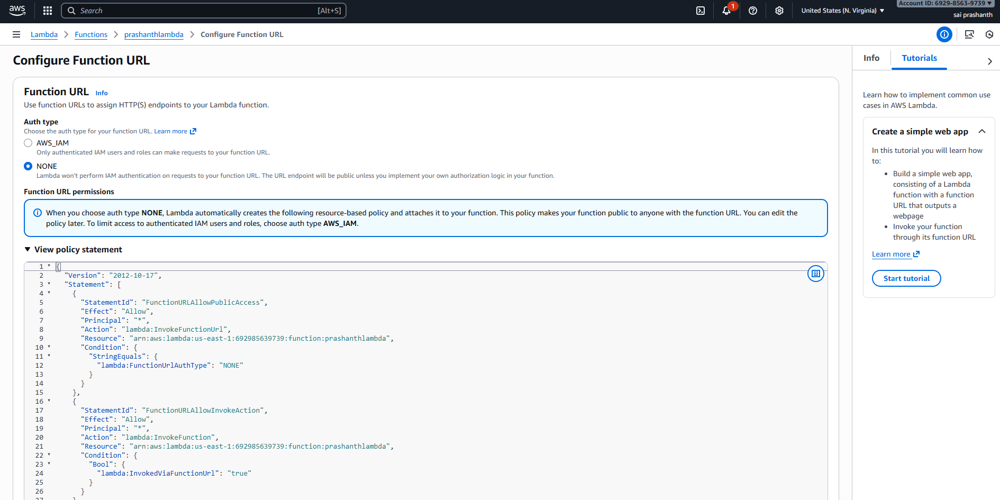 aws
Search
[Alt+S]
1
United States (N. Virginia)
Account ID: 6929-8563-9739
sai prashanth
Lambda
Functions
prashanthlambda
Configure Function URL
Configure Function URL
Function URL Info
Use function URLs to assign HTTP(S) endpoints to your Lambda function.
Auth type
Choose the auth type for your function URL. Learn more
AWS_IAM
Only authenticated IAM users and roles can make requests to your function URL.
NONE
Lambda won't perform IAM authentication on requests to your function URL. The URL endpoint will be public unless you implement your own authorization logic in your function.
Function URL permissions
When you choose auth type NONE, Lambda automatically creates the following resource-based policy and attaches it to your function. This policy makes your function public to anyone with the function URL. You can edit the
policy later. To limit access to authenticated IAM users and roles, choose auth type AWS_IAM.
View policy statement
1 {
2 "Version": "2012-10-17",
3 "Statement": [
4 {
5 "StatementId": "FunctionURLAllowPublicAccess",
6 "Effect": "Allow",
7 "Principal": "*",
8 "Action": "lambda:InvokeFunctionUrl",
9 "Resource": "arn:aws:lambda:us-east-1:692985639739:function:prashanthlambda",
10 "Condition": {
11 "StringEquals": {
12 "lambda:FunctionUrlAuthType": "NONE"
13 }
14 }
15 },
16 {
17 "StatementId": "FunctionURLAllowInvokeAction",
18 "Effect": "Allow",
19 "Principal": "*",
20 "Action": "lambda:InvokeFunction",
21 "Resource": "arn:aws:lambda:us-east-1:692985639739:function:prashanthlambda",
22 "Condition": {
23 "Bool": {
24 "lambda:InvokedViaFunctionUrl": "true"
25 }
26 }
27 }
Info
Tutorials
Learn how to implement common use
cases in AWS Lambda.
Create a simple web app
In this tutorial you will learn how
to:
• Build a simple web app,
consisting of a Lambda
function with a function
URL that outputs a
webpage
• Invoke your function
through its function URL
Learn more
Start tutorial